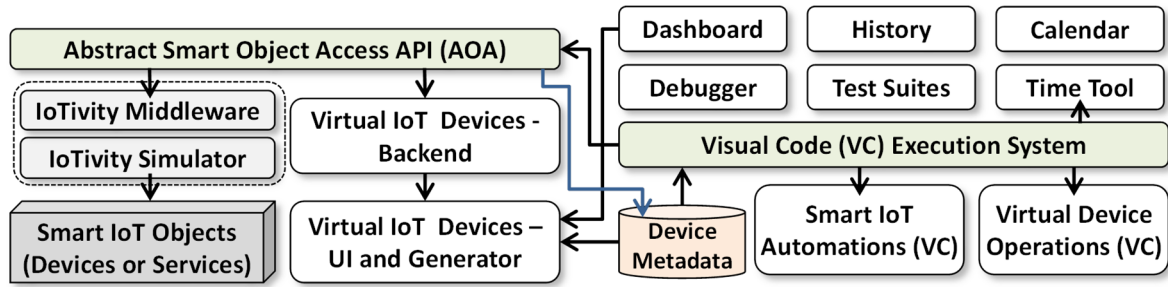 Abstract Smart Object Access API (AOA)
IoTivity Middleware
IoTivity Simulator
Smart IoT Objects
(Devices or Services)
Virtual IoT Devices -
Backend
Virtual IoT Devices –
UI and Generator
Dashboard
History
Calendar
Debugger
Test Suites
Time Tool
Visual Code (VC) Execution System
Device
Metadata
Smart IoT
Automations (VC)
Virtual Device
Operations (VC)